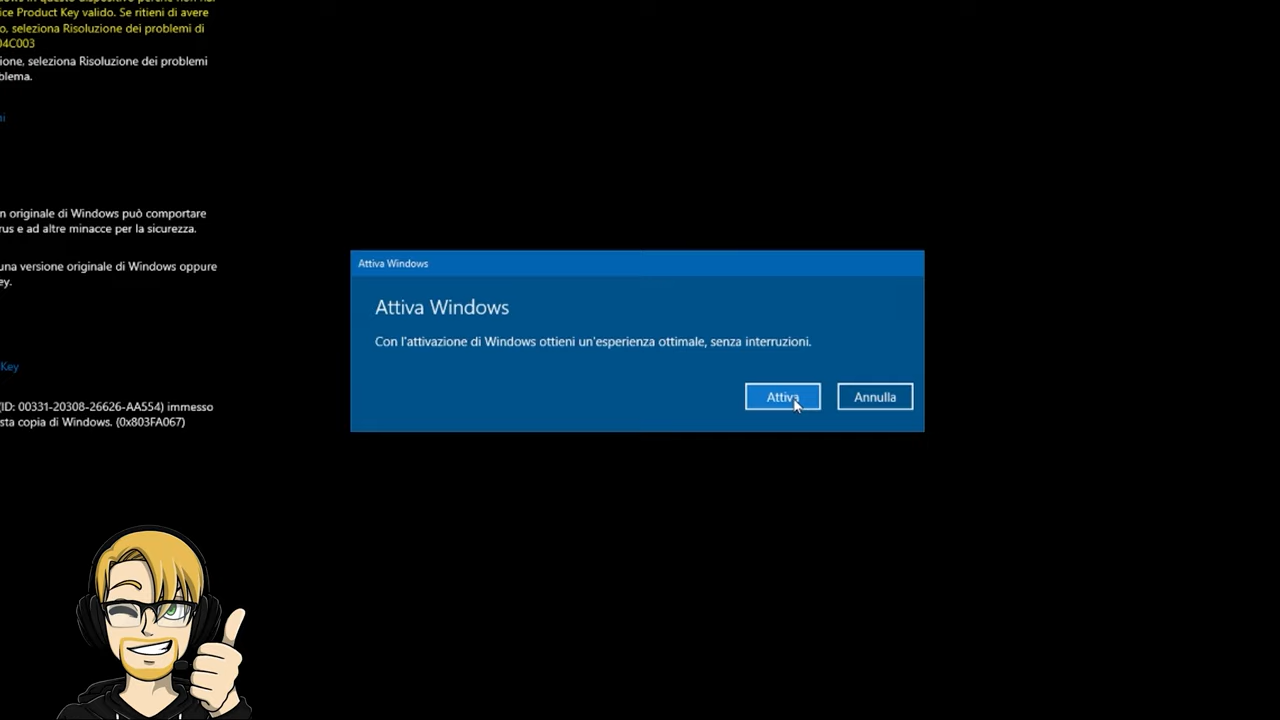 ice Product Key valido. Se ritieni di avere
o, seleziona Risoluzione dei problemi di
04C003
ione, seleziona Risoluzione dei problemi
blema.
ni
n originale di Windows può comportare
rus e ad altre minacce per la sicurezza.
una versione originale di Windows oppure
ey.
Key
(ID: 00331-20308-26626-AA554) immesso
sta copia di Windows. (0x803FA067)
Attiva Windows
Attiva Windows
Con l'attivazione di Windows ottieni un'esperienza ottimale, senza interruzioni.
Attiva
Annulla